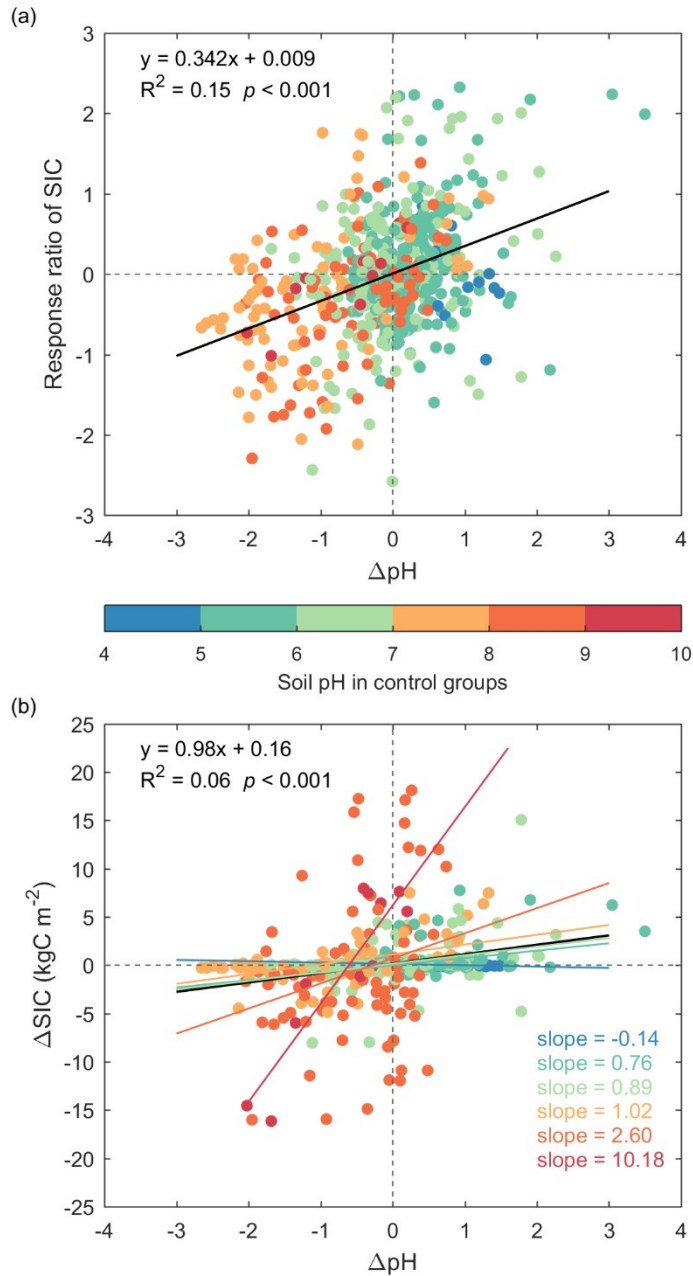 (a)
y = 0.342x + 0.009
R² = 0.15 p < 0.001
3
2
1
0
-1
-2
-3
Response ratio of SIC
-4 -3 -2 -1 0 1 2 3 4
ΔpH
4 5 6 7 8 9 10
Soil pH in control groups
(b)
y = 0.98x + 0.16
R² = 0.06 p < 0.001
25
20
15
10
5
0
-5
-10
-15
-20
-25
ΔSIC (kgC m⁻²)
slope = -0.14
slope = 0.76
slope = 0.89
slope = 1.02
slope = 2.60
slope = 10.18
-4 -3 -2 -1 0 1 2 3 4
ΔpH